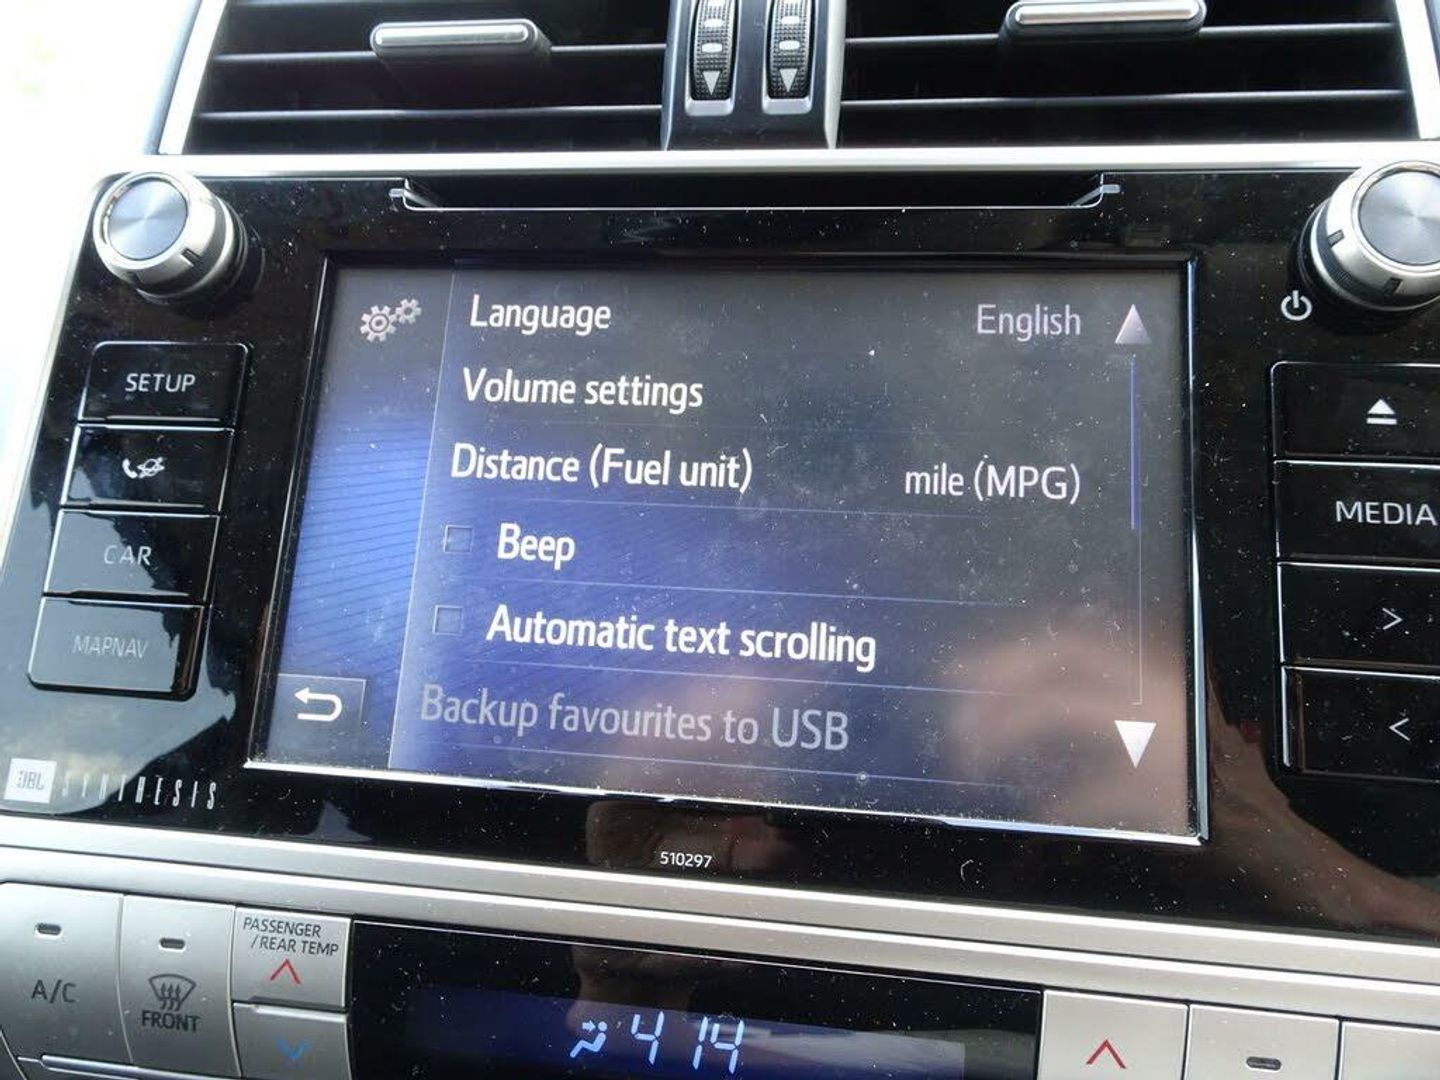 Language English
Volume settings
Distance (Fuel unit) mile (MPG)
Beep
Automatic text scrolling
Backup favourites to USB
SETUP
CAR
MAPNAV
JBL SYNTHESIS
MEDIA
>
<
510297
A/C
FRONT
PASSENGER
/REAR TEMP